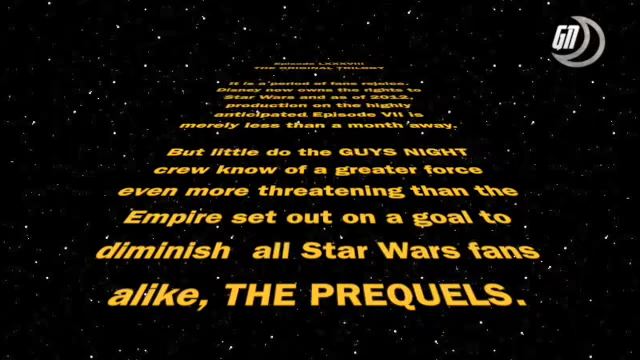 GN
Episode LXXXVIII
THE ORIGINAL TRILOGY
It is a period of fans rejoice.
Disney now owns the rights to
Star Wars and as of 2012,
production on the highly
anticipated Episode VII is
merely less than a month away.
But little do the GUYS NIGHT
crew know of a greater force
even more threatening than the
Empire set out on a goal to
diminish all Star Wars fans
alike, THE PREQUELS.